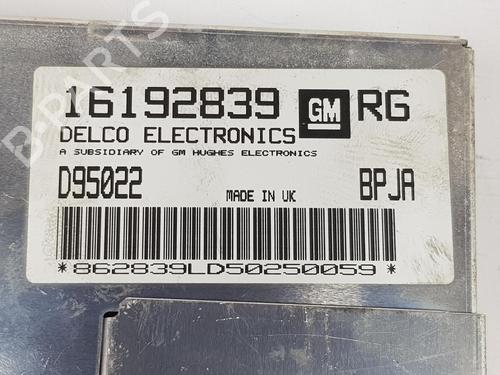 16192839 GM RG
DELCO ELECTRONICS
A SUBSIDIARY OF GM HUGHES ELECTRONICS
D95022 MADE IN UK BPJA
*862839LD50250059*
B-PARTS